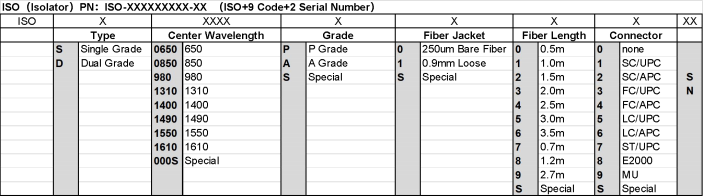 ISO (Isolator) PN: ISO-XXXXXXXXX-XX (ISO+9 Code+2 Serial Number)
ISO X XXXX X X X X XX
Type Center Wavelength Grade Fiber Jacket Fiber Length Connector
S Single Grade 0650 650 P P Grade 0 250um Bare Fiber 0 0.5m 0 none
D Dual Grade 0850 850 A A Grade 1 0.9mm Loose 1 1.0m 1 SC/UPC
980 980 S Special S Special 2 1.5m 2 SC/APC S
1310 1310 3 2.0m 3 FC/UPC N
1400 1400 4 2.5m 4 FC/APC
1490 1490 5 3.0m 5 LC/UPC
1550 1550 6 3.5m 6 LC/APC
1610 1610 7 0.7m 7 ST/UPC
000S Special 8 1.2m 8 E2000
9 2.7m 9 MU
S Special S Special